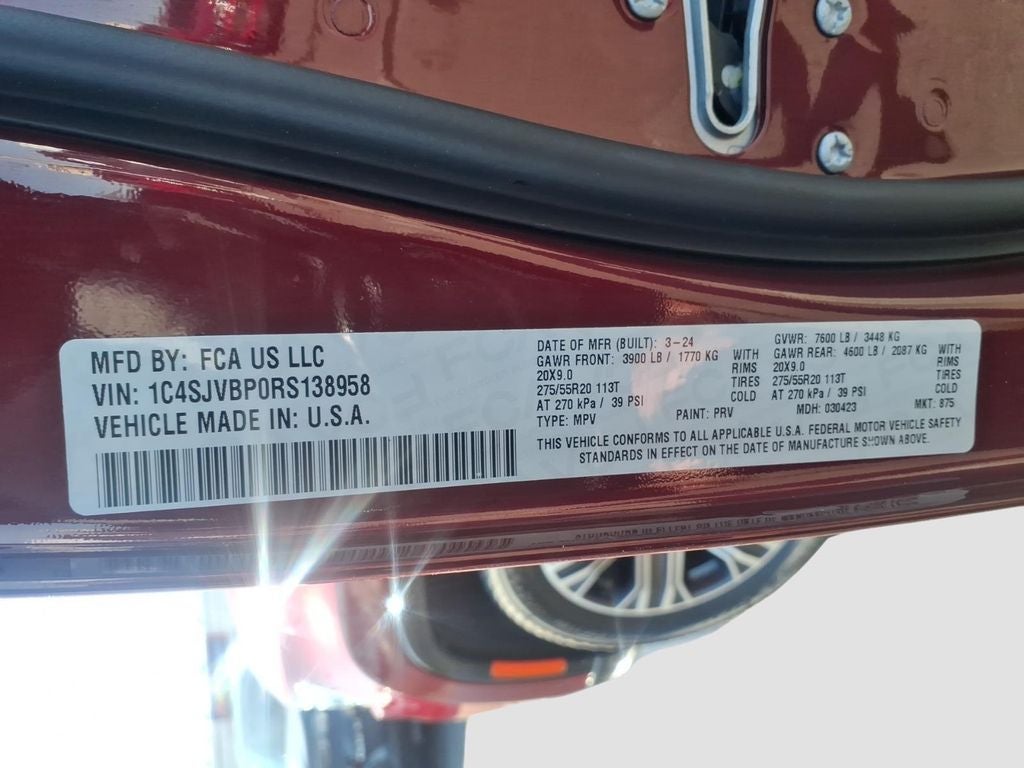 MFD BY: FCA US LLC
VIN: 1C4SJVBP0RS138958
VEHICLE MADE IN: U.S.A.
DATE OF MFR (BUILT): 3-24
GAWR FRONT: 3900 LB / 1770 KG WITH
20X9.0 RIMS
275/55R20 113T TIRES
AT 270 kPa / 39 PSI COLD
TYPE: MPV PAINT: PRV
GVWR: 7600 LB / 3448 KG
GAWR REAR: 4600 LB / 2087 KG WITH
20X9.0 RIMS
275/55R20 113T TIRES
AT 270 kPa / 39 PSI COLD
MDH: 030423 MKT: 875
THIS VEHICLE CONFORMS TO ALL APPLICABLE U.S.A. FEDERAL MOTOR VEHICLE SAFETY
STANDARDS IN EFFECT ON THE DATE OF MANUFACTURE SHOWN ABOVE.